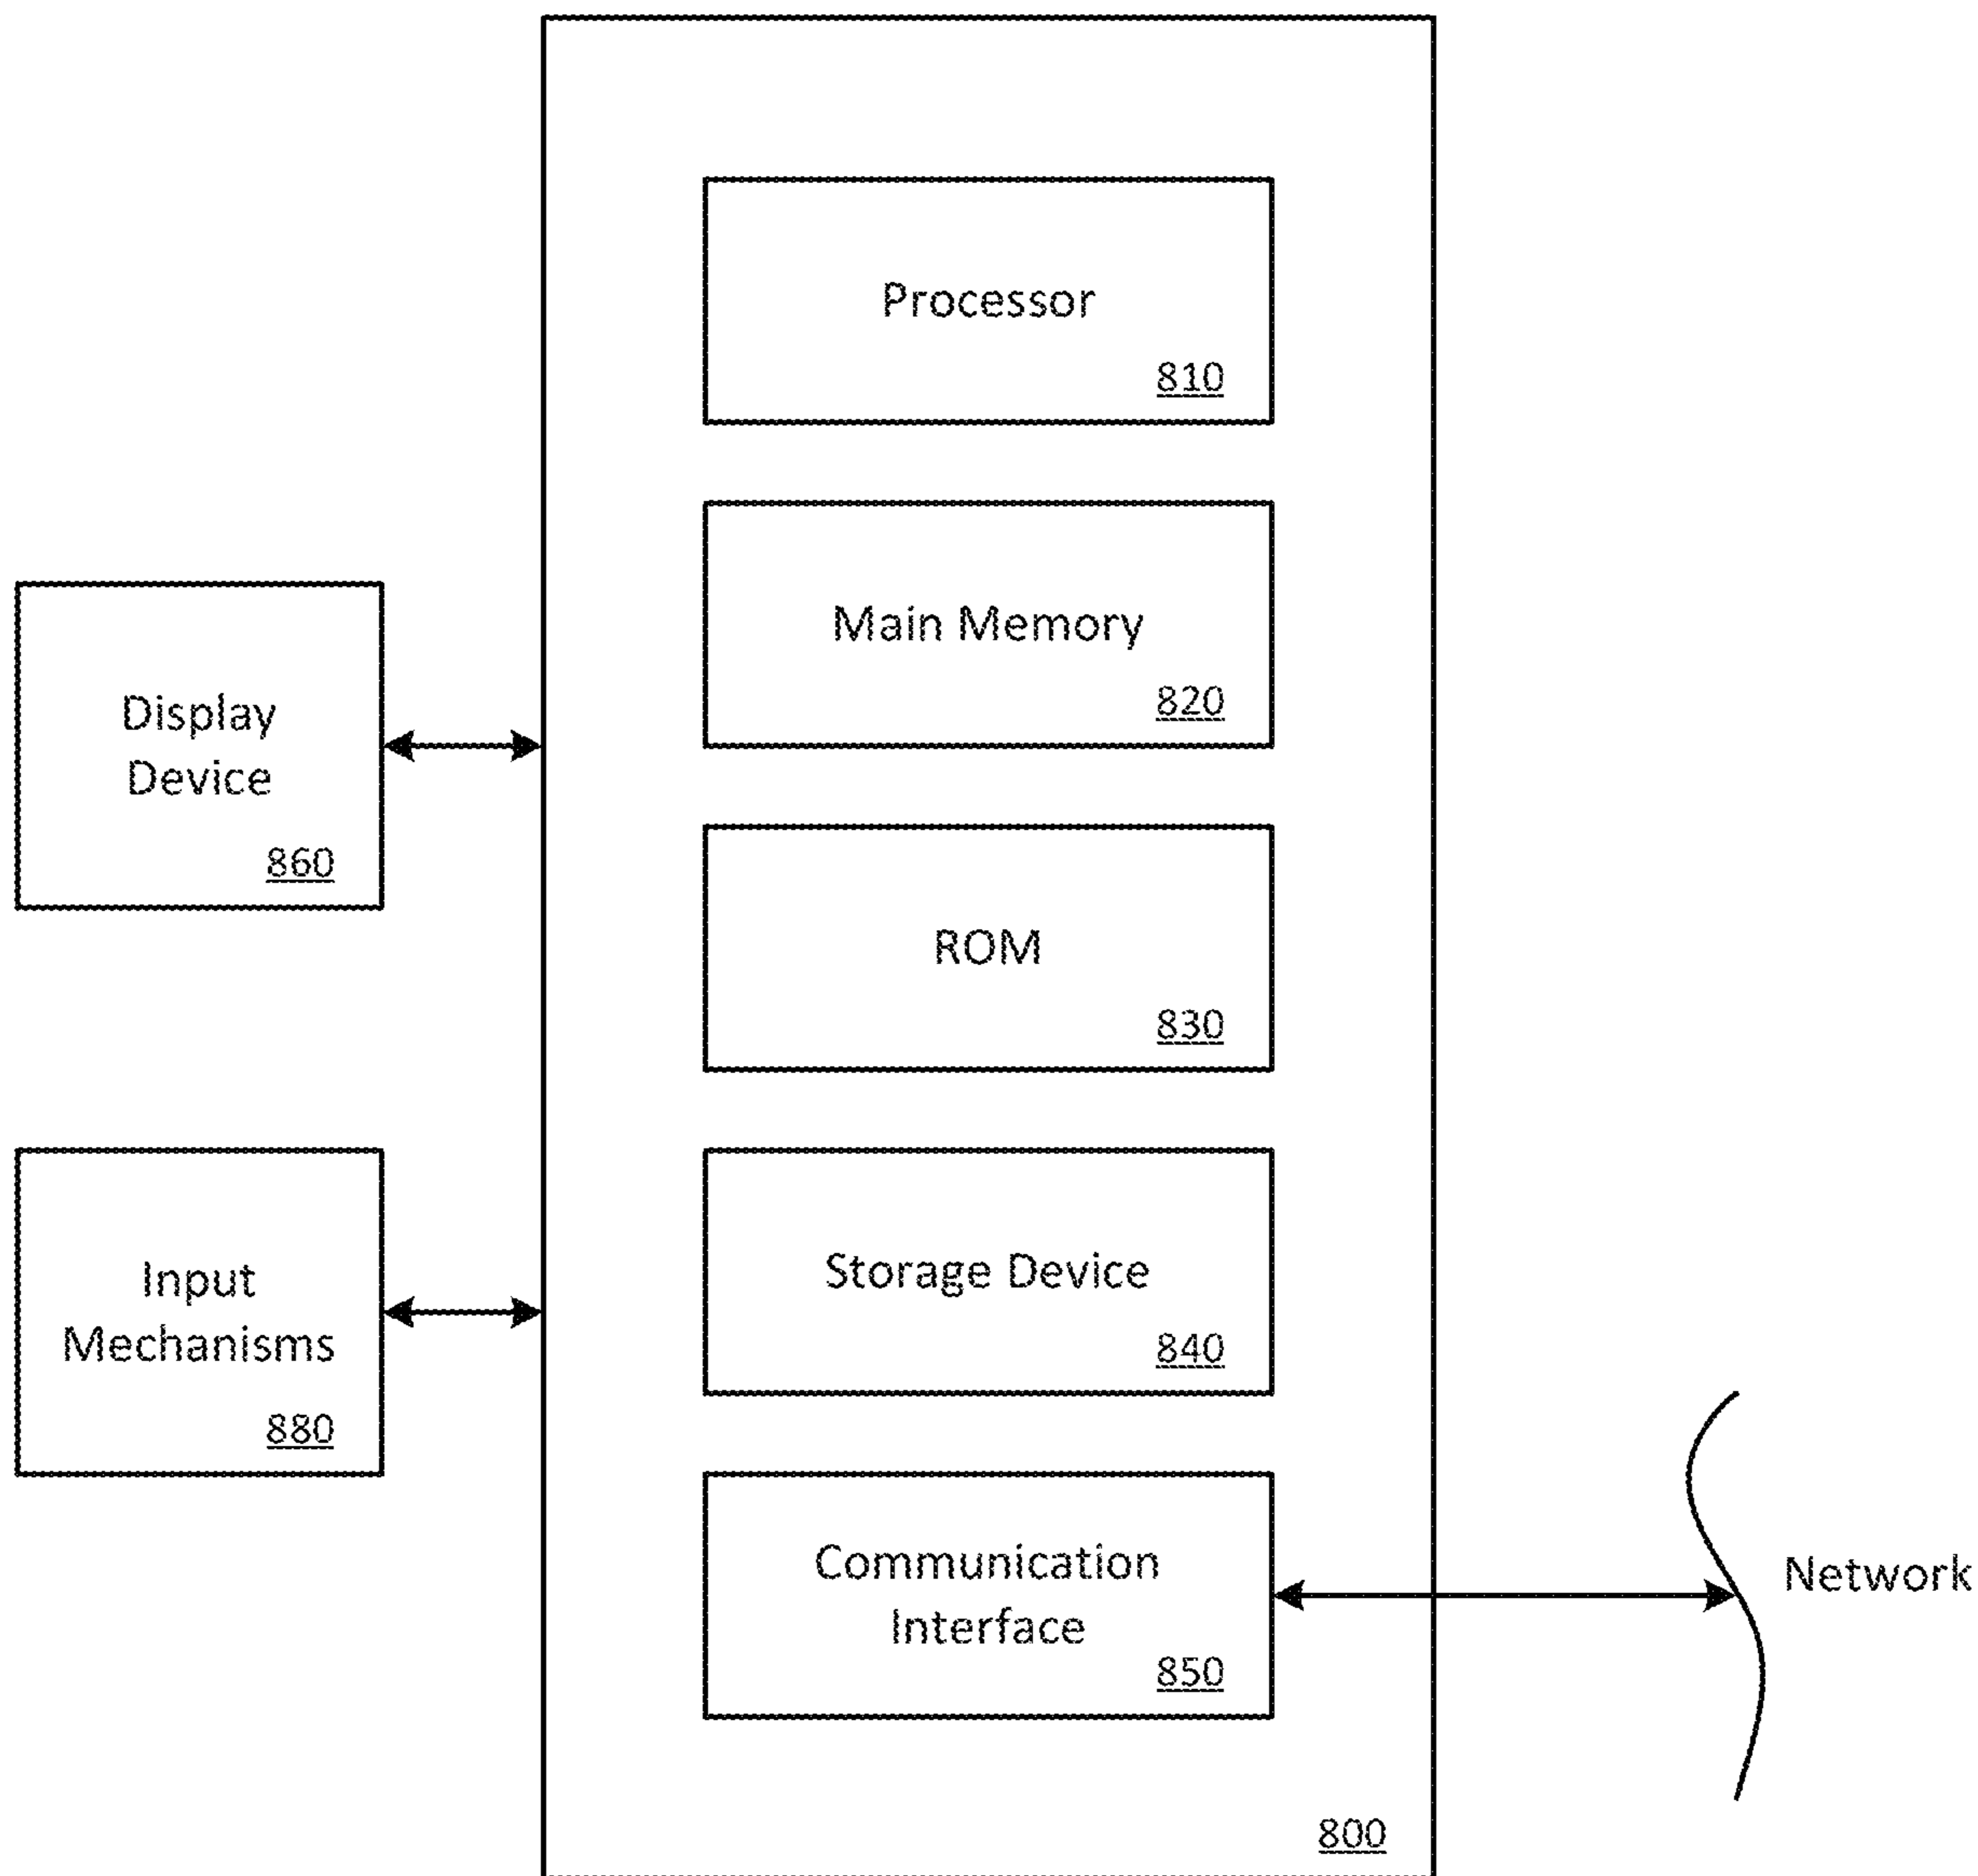 Processor
810
Main Memory
820
Display
Device
860
ROM
830
Input
Mechanisms
880
Storage Device
840
Communication
Interface
850
Network
800